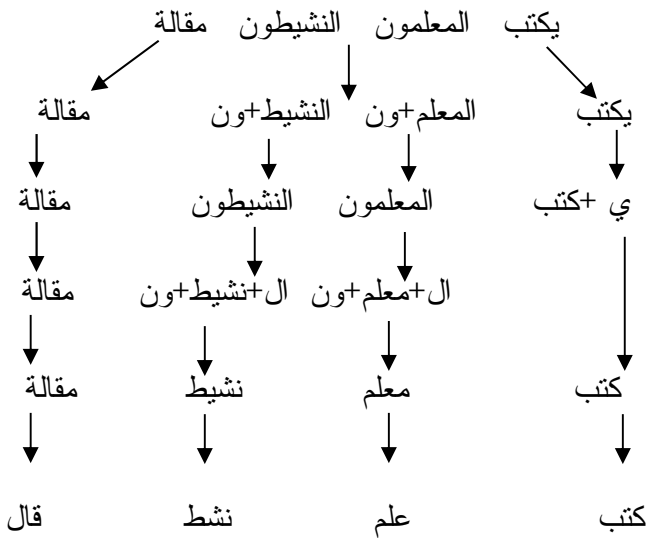 يكتب المعلمون النشيطون مقالة
يكتب المعلم+ون النشيط+ون مقالة
ي +كتب المعلمون النشيطون مقالة
ال+معلم+ون ال+نشيط+ون مقالة
كتب معلم نشيط مقالة
كتب علم نشط قال